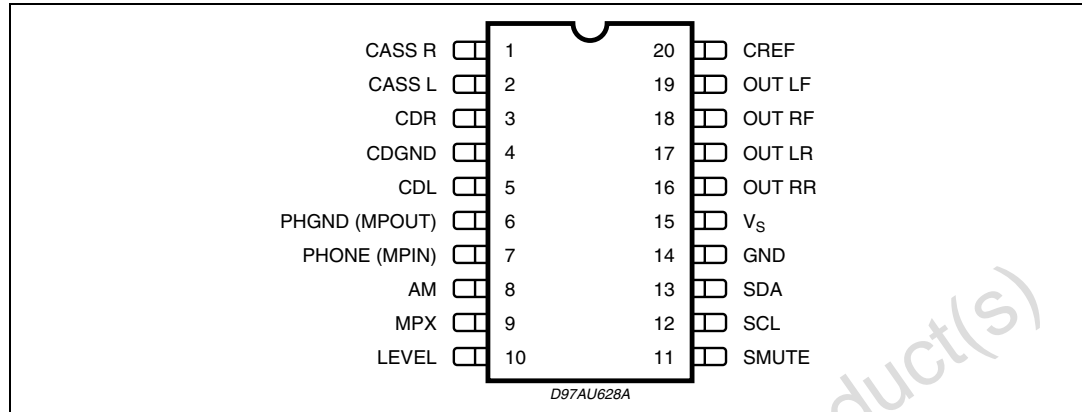 CASS R 1 20 CREF
CASS L 2 19 OUT LF
CDR 3 18 OUT RF
CDGND 4 17 OUT LR
CDL 5 16 OUT RR
PHGND (MPOUT) 6 15 VS
PHONE (MPIN) 7 14 GND
AM 8 13 SDA
MPX 9 12 SCL
LEVEL 10 11 SMUTE
D97AU628A
duct(s)